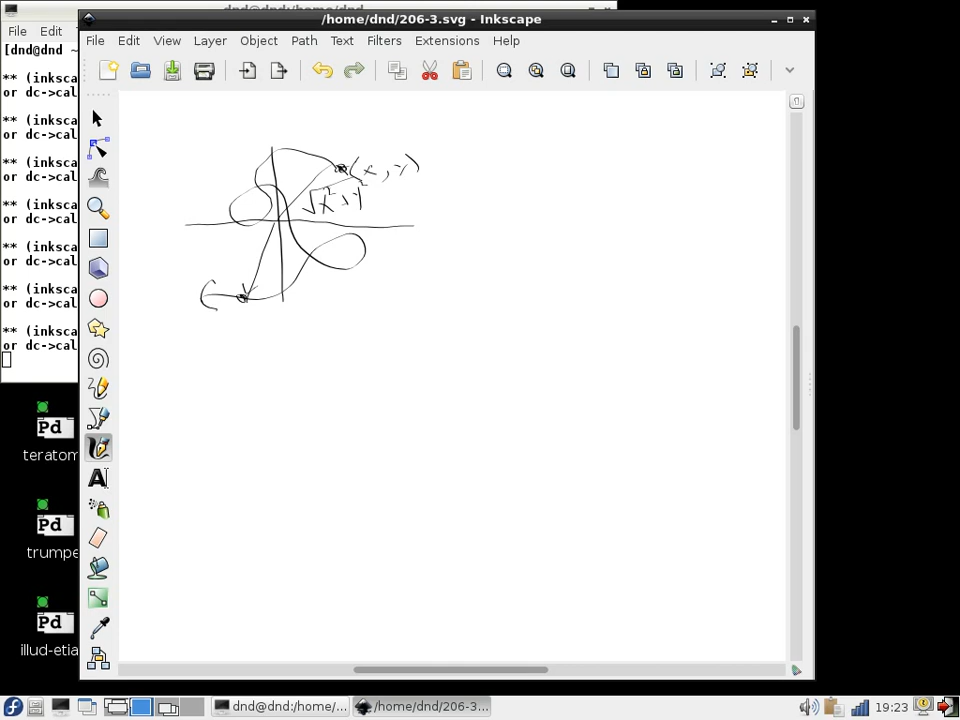 dnd@dnd:/home/dnd
/home/dnd/206-3.svg - Inkscape
File Edit
File Edit View Layer Object Path Text Filters Extensions Help
[dnd@dnd ~
** (inksca
or dc->cal
** (inksca
or dc->cal
** (inksca
or dc->cal
** (inksca
or dc->cal
** (inksca
or dc->cal
** (inksca
or dc->cal
** (inksca
or dc->cal
(x, y)
√x²+y²
Pd
teratom
Pd
trumpe
Pd
illud-etia
dnd@dnd:/home/... /home/dnd/206-3... 19:23